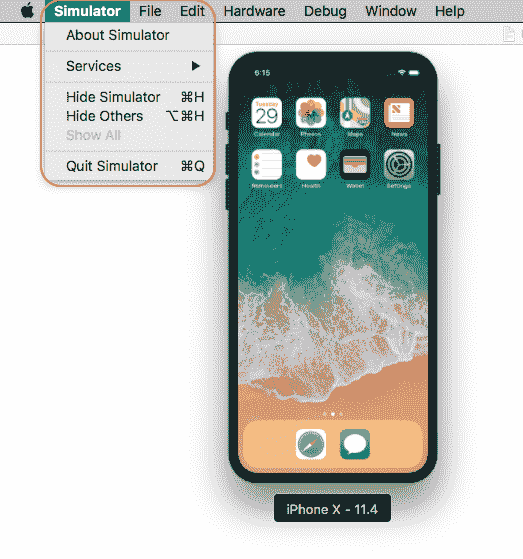 Simulator File Edit Hardware Debug Window Help
About Simulator
Services
Hide Simulator ⌘H
Hide Others ⌥⌘H
Show All
Quit Simulator ⌘Q
6:15
Tuesday
29
Calendar Photos Maps News
Reminders Health Wallet Settings
iPhone X - 11.4